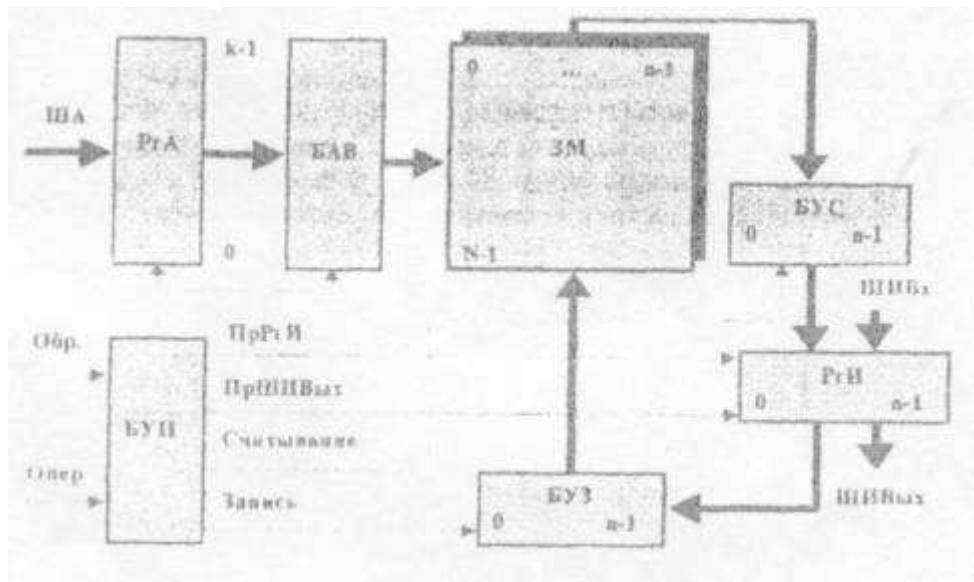 k-1
0 ... n-1
ША
РгА
БАВ
ЗМ
БУС
0 n-1
0
N-1
ШИВх
Обр.
ПрРгИ
РгИ
ПрШИВых
0 n-1
БУП
Считывание
Опер
Запись
БУЗ
ШИВых
0 n-1